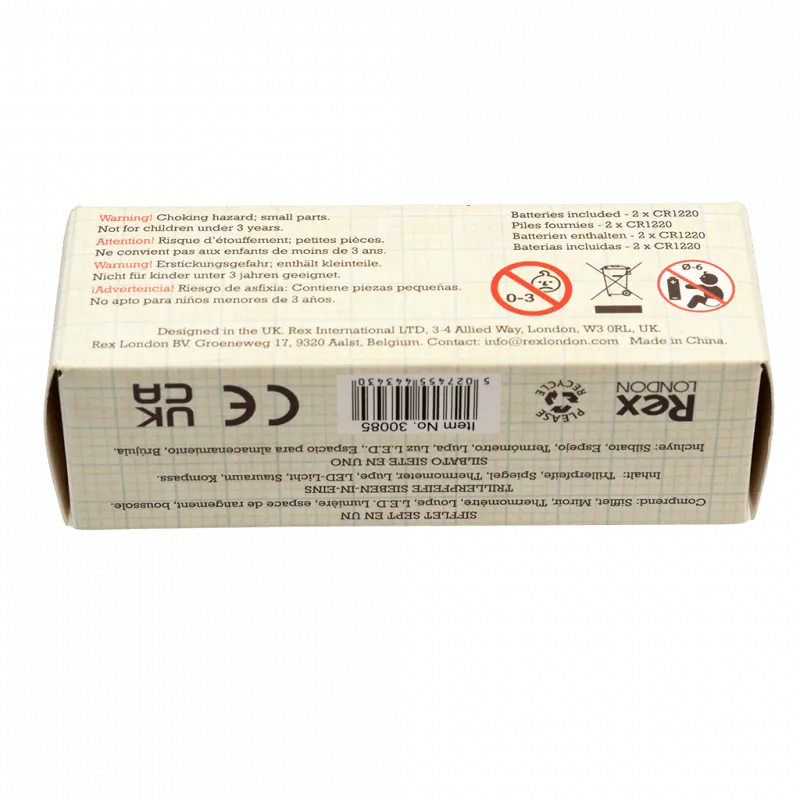 Warning! Choking hazard; small parts.
Not for children under 3 years.
Attention! Risque d'étouffement; petites pièces.
Ne convient pas aux enfants de moins de 3 ans.
Warnung! Erstickungsgefahr; enthält kleinteile.
Nicht für kinder unter 3 jahren geeignet.
¡Advertencia! Riesgo de asfixia: Contiene piezas pequeñas.
No apto para niños menores de 3 años.
Batteries included - 2 x CR1220
Piles fournies - 2 x CR1220
Batterien enthalten - 2 x CR1220
Baterias incluidas - 2 x CR1220
0-3
Ø-6
Designed in the UK. Rex International LTD, 3-4 Allied Way, London, W3 0RL, UK.
Rex London BV. Groeneweg 17, 9320 Aalst, Belgium. Contact: info@rexlondon.com Made in China.
SIFFLET SEPT EN UN
Comprend: Sifflet, Miroir, Thermomètre, Loupe, L.E.D. Lumière, espace de rangement, boussole.
TRILLERPFEIFE SIEBEN-IN-EINS
Inhalt: Trillerpfeife, Spiegel, Thermometer, Lupe, LED-Licht, Stauraum, Kompass.
SILBATO SIETE EN UNO
Incluye: Silbato, Espejo, Termómetro, Lupa, Luz L.E.D., Espacio para almacenamiento, Brújula.
Rex
LONDON
PLEASE
RECYCLE
Item No. 30085
5 027455 443430
CE
UK
CA